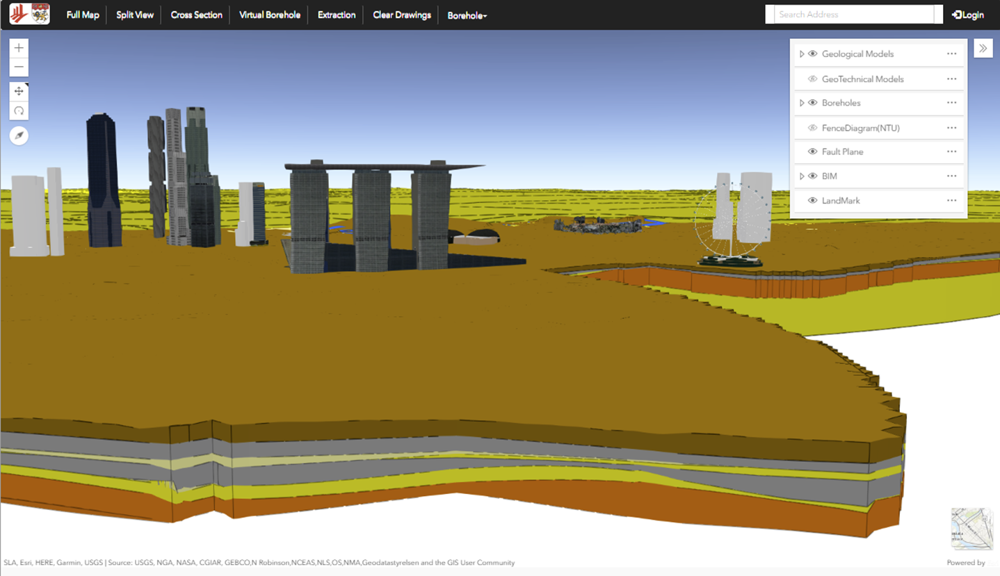 Full Map Split View Cross Section Virtual Borehole Extraction Clear Drawings Borehole Search Address Login
Geological Models
GeoTechnical Models
Boreholes
FenceDiagram(NTU)
Fault Plane
BIM
LandMark
SLA, Esri, HERE, Garmin, USGS | Source: USGS, NGA, NASA, CGIAR, GEBCO,N Robinson,NCEAS,NLS,OS,NMA,Geodatastyrelsen and the GIS User Community
Powered by